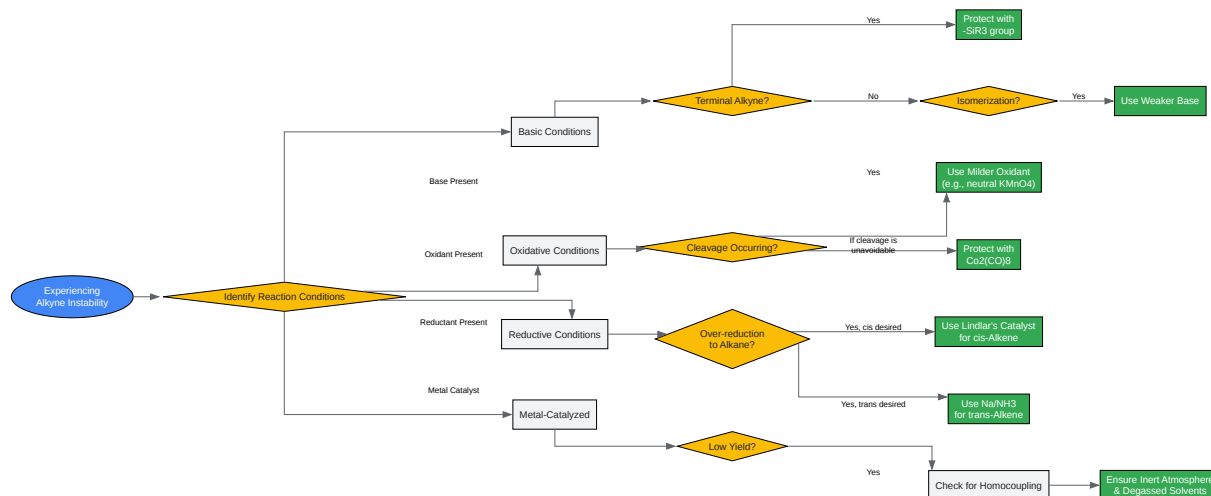 Yes
Protect with
-SiR3 group
Terminal Alkyne?
No
Isomerization?
Yes
Use Weaker Base
Basic Conditions
Base Present
Yes
Use Milder Oxidant
(e.g., neutral KMnO4)
Oxidant Present
Oxidative Conditions
Cleavage Occurring?
If cleavage is
unavoidable
Protect with
Co2(CO)8
Experiencing
Alkyne Instability
Identify Reaction Conditions
Reductant Present
Reductive Conditions
Over-reduction
to Alkane?
Yes, cis desired
Use Lindlar's Catalyst
for cis-Alkene
Yes, trans desired
Use Na/NH3
for trans-Alkene
Metal Catalyst
Metal-Catalyzed
Low Yield?
Yes
Check for Homocoupling
Ensure Inert Atmosphere
& Degassed Solvents